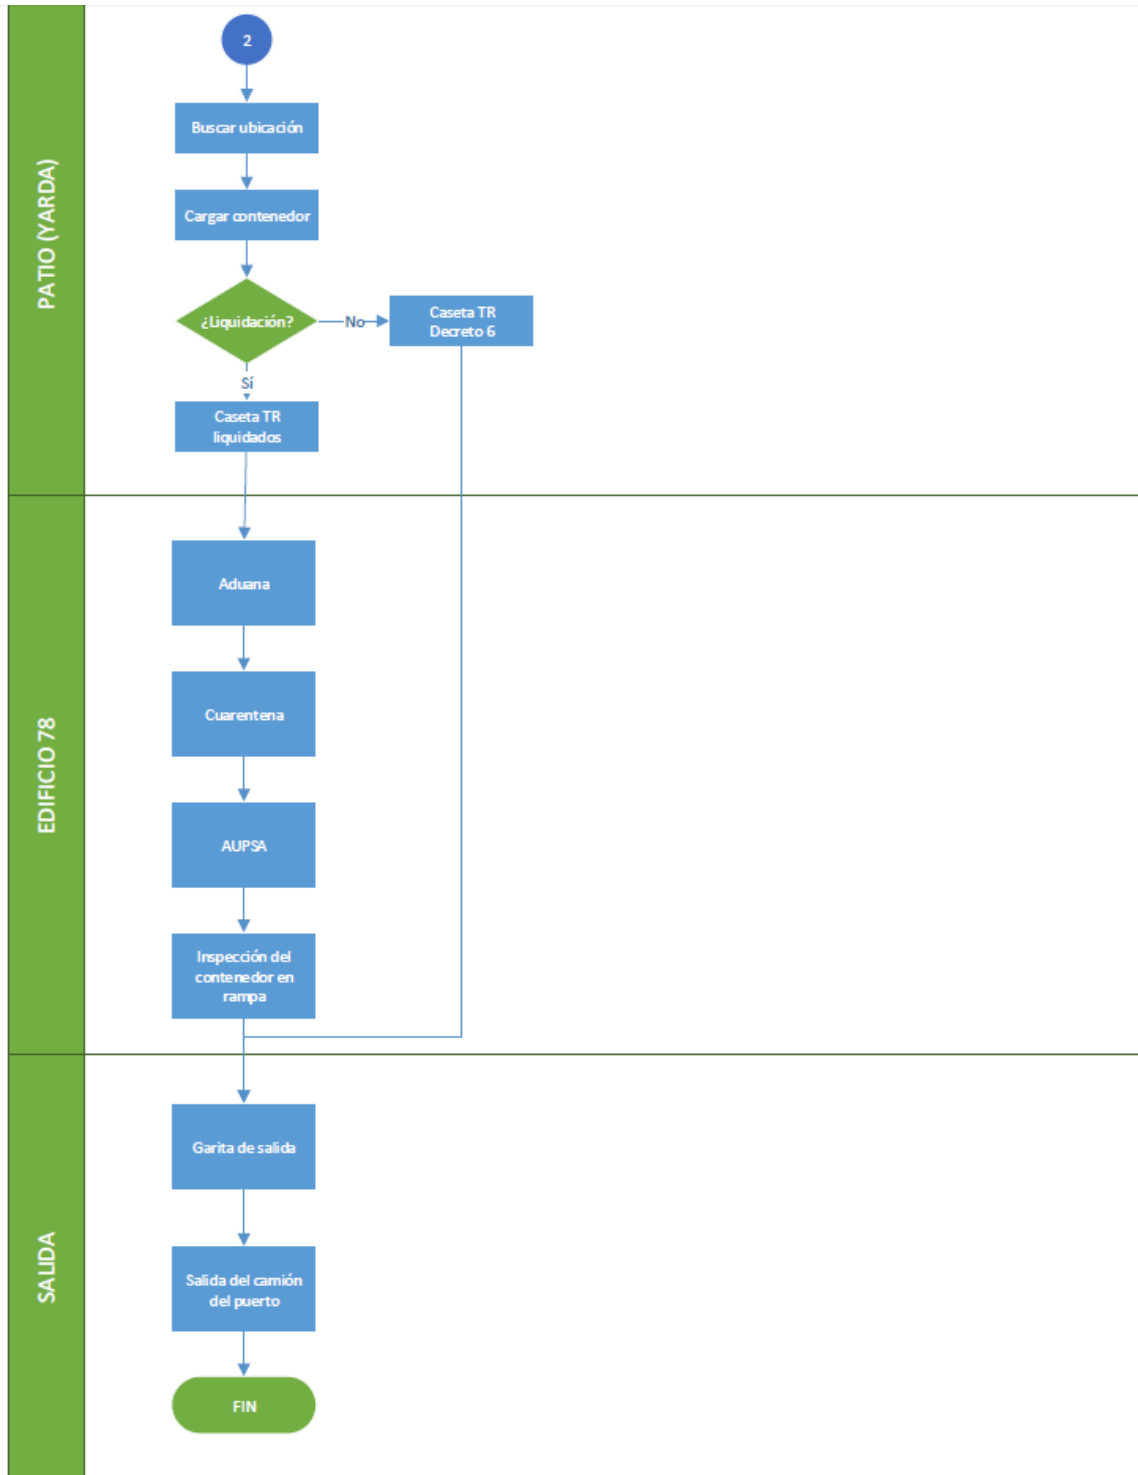 PATIO (YARDA)
2
Buscar ubicación
Cargar contenedor
¿Liquidación?
No
Caseta TR
Decreto 6
Sí
Caseta TR
liquidados
EDIFICIO 78
Aduana
Cuarentena
AUPSA
Inspección del
contenedor en
rampa
SALIDA
Garita de salida
Salida del camión
del puerto
FIN